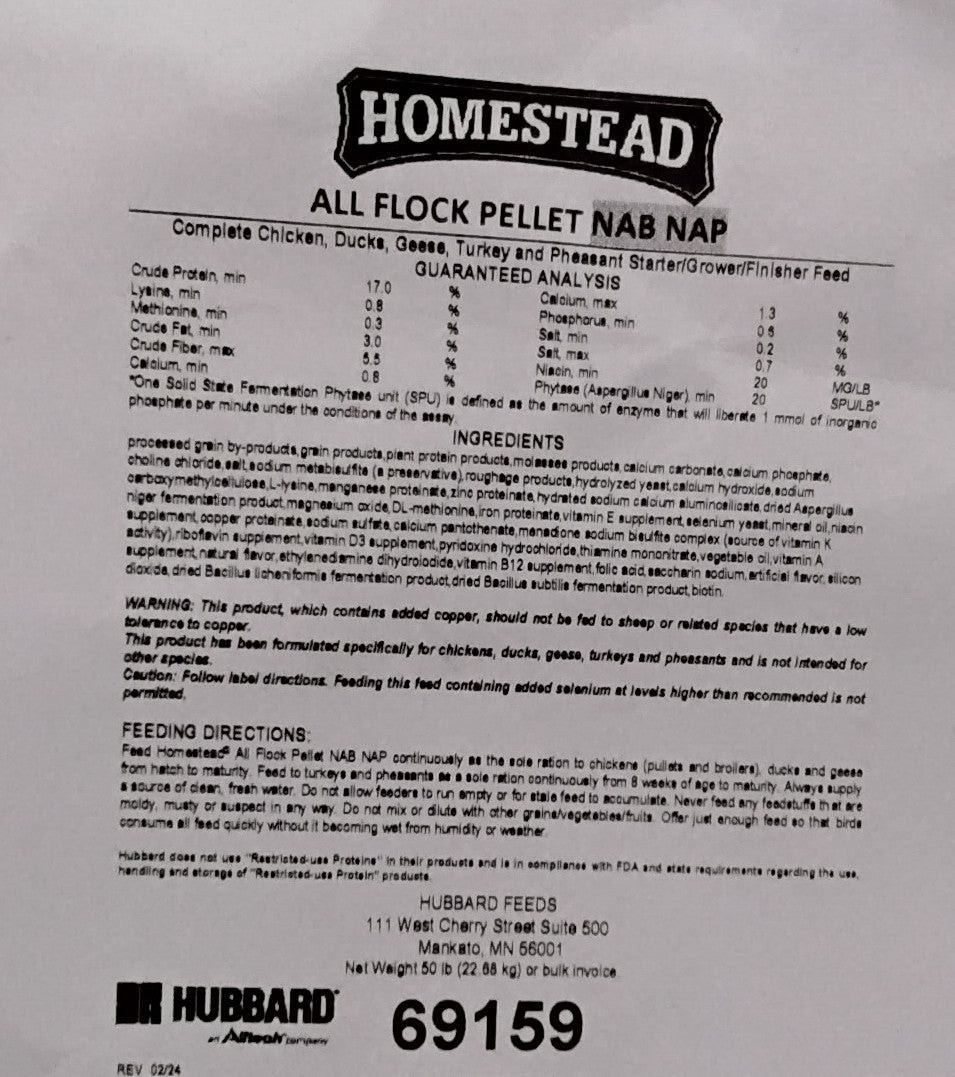 HOMESTEAD
ALL FLOCK PELLET NAB NAP
Complete Chicken, Ducks, Geese, Turkey and Pheasant Starter/Grower/Finisher Feed
GUARANTEED ANALYSIS
Crude Protein, min 17.0 %
Lysine, min 0.8 %
Methionine, min 0.3 %
Crude Fat, min 3.0 %
Crude Fiber, max 5.5 %
Calcium, min 0.8 %
Calcium, max 1.3 %
Phosphorus, min 0.6 %
Salt, min 0.2 %
Salt, max 0.7 %
Niacin, min 20 MG/LB
Phytase (Aspergillus Niger), min 20 SPU/LB*
*One Solid State Fermentation Phytase unit (SPU) is defined as the amount of enzyme that will liberate 1 mmol of inorganic
phosphate per minute under the conditions of the assay.
INGREDIENTS
processed grain by-products,grain products,plant protein products,molasses products,calcium carbonate,calcium phosphate,
choline chloride,salt,sodium metabisulfite (a preservative),roughage products,hydrolyzed yeast,calcium hydroxide,sodium
carboxymethylcellulose,L-lysine,manganese proteinate,zinc proteinate,hydrated sodium calcium aluminosilicate,dried Aspergillus
niger fermentation product,magnesium oxide,DL-methionine,iron proteinate,vitamin E supplement,selenium yeast,mineral oil,niacin
supplement,copper proteinate,sodium sulfate,calcium pantothenate,menadione sodium bisulfite complex (source of vitamin K
activity),riboflavin supplement,vitamin D3 supplement,pyridoxine hydrochloride,thiamine mononitrate,vegetable oil,vitamin A
supplement,natural flavor,ethylenediamine dihydroiodide,vitamin B12 supplement,folic acid,saccharin sodium,artificial flavor,silicon
dioxide,dried Bacillus licheniformis fermentation product,dried Bacillus subtilis fermentation product,biotin.
WARNING: This product, which contains added copper, should not be fed to sheep or related species that have a low
tolerance to copper.
This product has been formulated specifically for chickens, ducks, geese, turkeys and pheasants and is not intended for
other species.
Caution: Follow label directions. Feeding this feed containing added selenium at levels higher than recommended is not
permitted.
FEEDING DIRECTIONS:
Feed Homestead® All Flock Pellet NAB NAP continuously as the sole ration to chickens (pullets and broilers), ducks and geese
from hatch to maturity. Feed to turkeys and pheasants as a sole ration continuously from 8 weeks of age to maturity. Always supply
a source of clean, fresh water. Do not allow feeders to run empty or for stale feed to accumulate. Never feed any feedstuffs that are
moldy, musty or suspect in any way. Do not mix or dilute with other grains/vegetables/fruits. Offer just enough feed so that birds
consume all feed quickly without it becoming wet from humidity or weather.
Hubbard does not use "Restricted-use Proteins" in their products and is in compliance with FDA and state requirements regarding the use,
handling and storage of "Restricted-use Protein" products.
HUBBARD FEEDS
111 West Cherry Street Suite 500
Mankato, MN 56001
Net Weight 50 lb (22.68 kg) or bulk invoice.
HUBBARD
an Alltech company
69159
REV 02/24